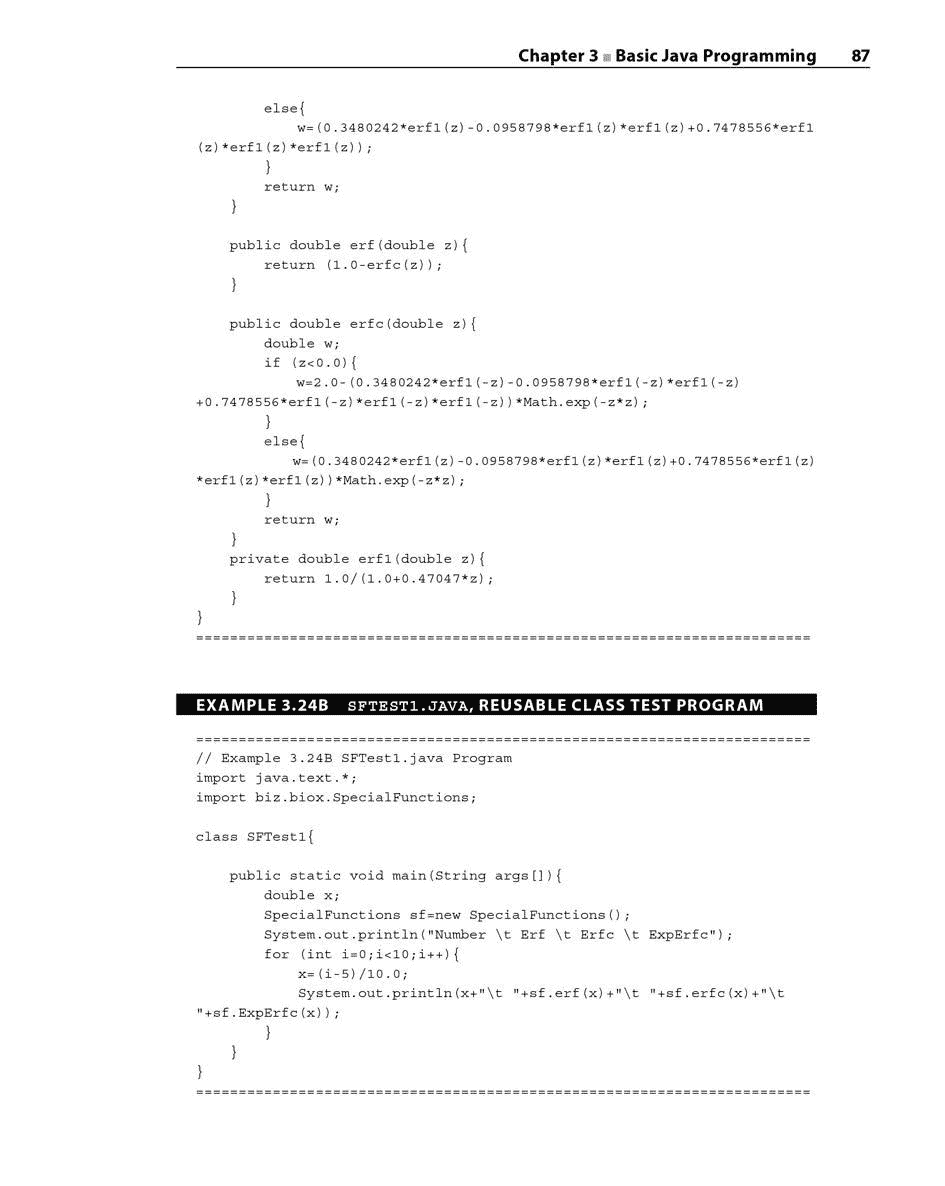 Chapter 3 ■ Basic Java Programming 87
        else{
            w=(0.3480242*erf1(z)-0.0958798*erf1(z)*erf1(z)+0.7478556*erf1
(z)*erf1(z)*erf1(z));
        }
        return w;
    }
    public double erf(double z){
        return (1.0-erfc(z));
    }
    public double erfc(double z){
        double w;
        if (z<0.0){
            w=2.0-(0.3480242*erf1(-z)-0.0958798*erf1(-z)*erf1(-z)
+0.7478556*erf1(-z)*erf1(-z)*erf1(-z))*Math.exp(-z*z);
        }
        else{
            w=(0.3480242*erf1(z)-0.0958798*erf1(z)*erf1(z)+0.7478556*erf1(z)
*erf1(z)*erf1(z))*Math.exp(-z*z);
        }
        return w;
    }
    private double erf1(double z){
        return 1.0/(1.0+0.47047*z);
    }
}
========================================================================
EXAMPLE 3.24B SFTEST1.JAVA, REUSABLE CLASS TEST PROGRAM
========================================================================
// Example 3.24B SFTest1.java Program
import java.text.*;
import biz.biox.SpecialFunctions;
class SFTest1{
    public static void main(String args[]){
        double x;
        SpecialFunctions sf=new SpecialFunctions();
        System.out.println("Number \t Erf \t Erfc \t ExpErfc");
        for (int i=0;i<10;i++){
            x=(i-5)/10.0;
            System.out.println(x+"\t "+sf.erf(x)+"\t "+sf.erfc(x)+"\t
"+sf.ExpErfc(x));
        }
    }
}
========================================================================